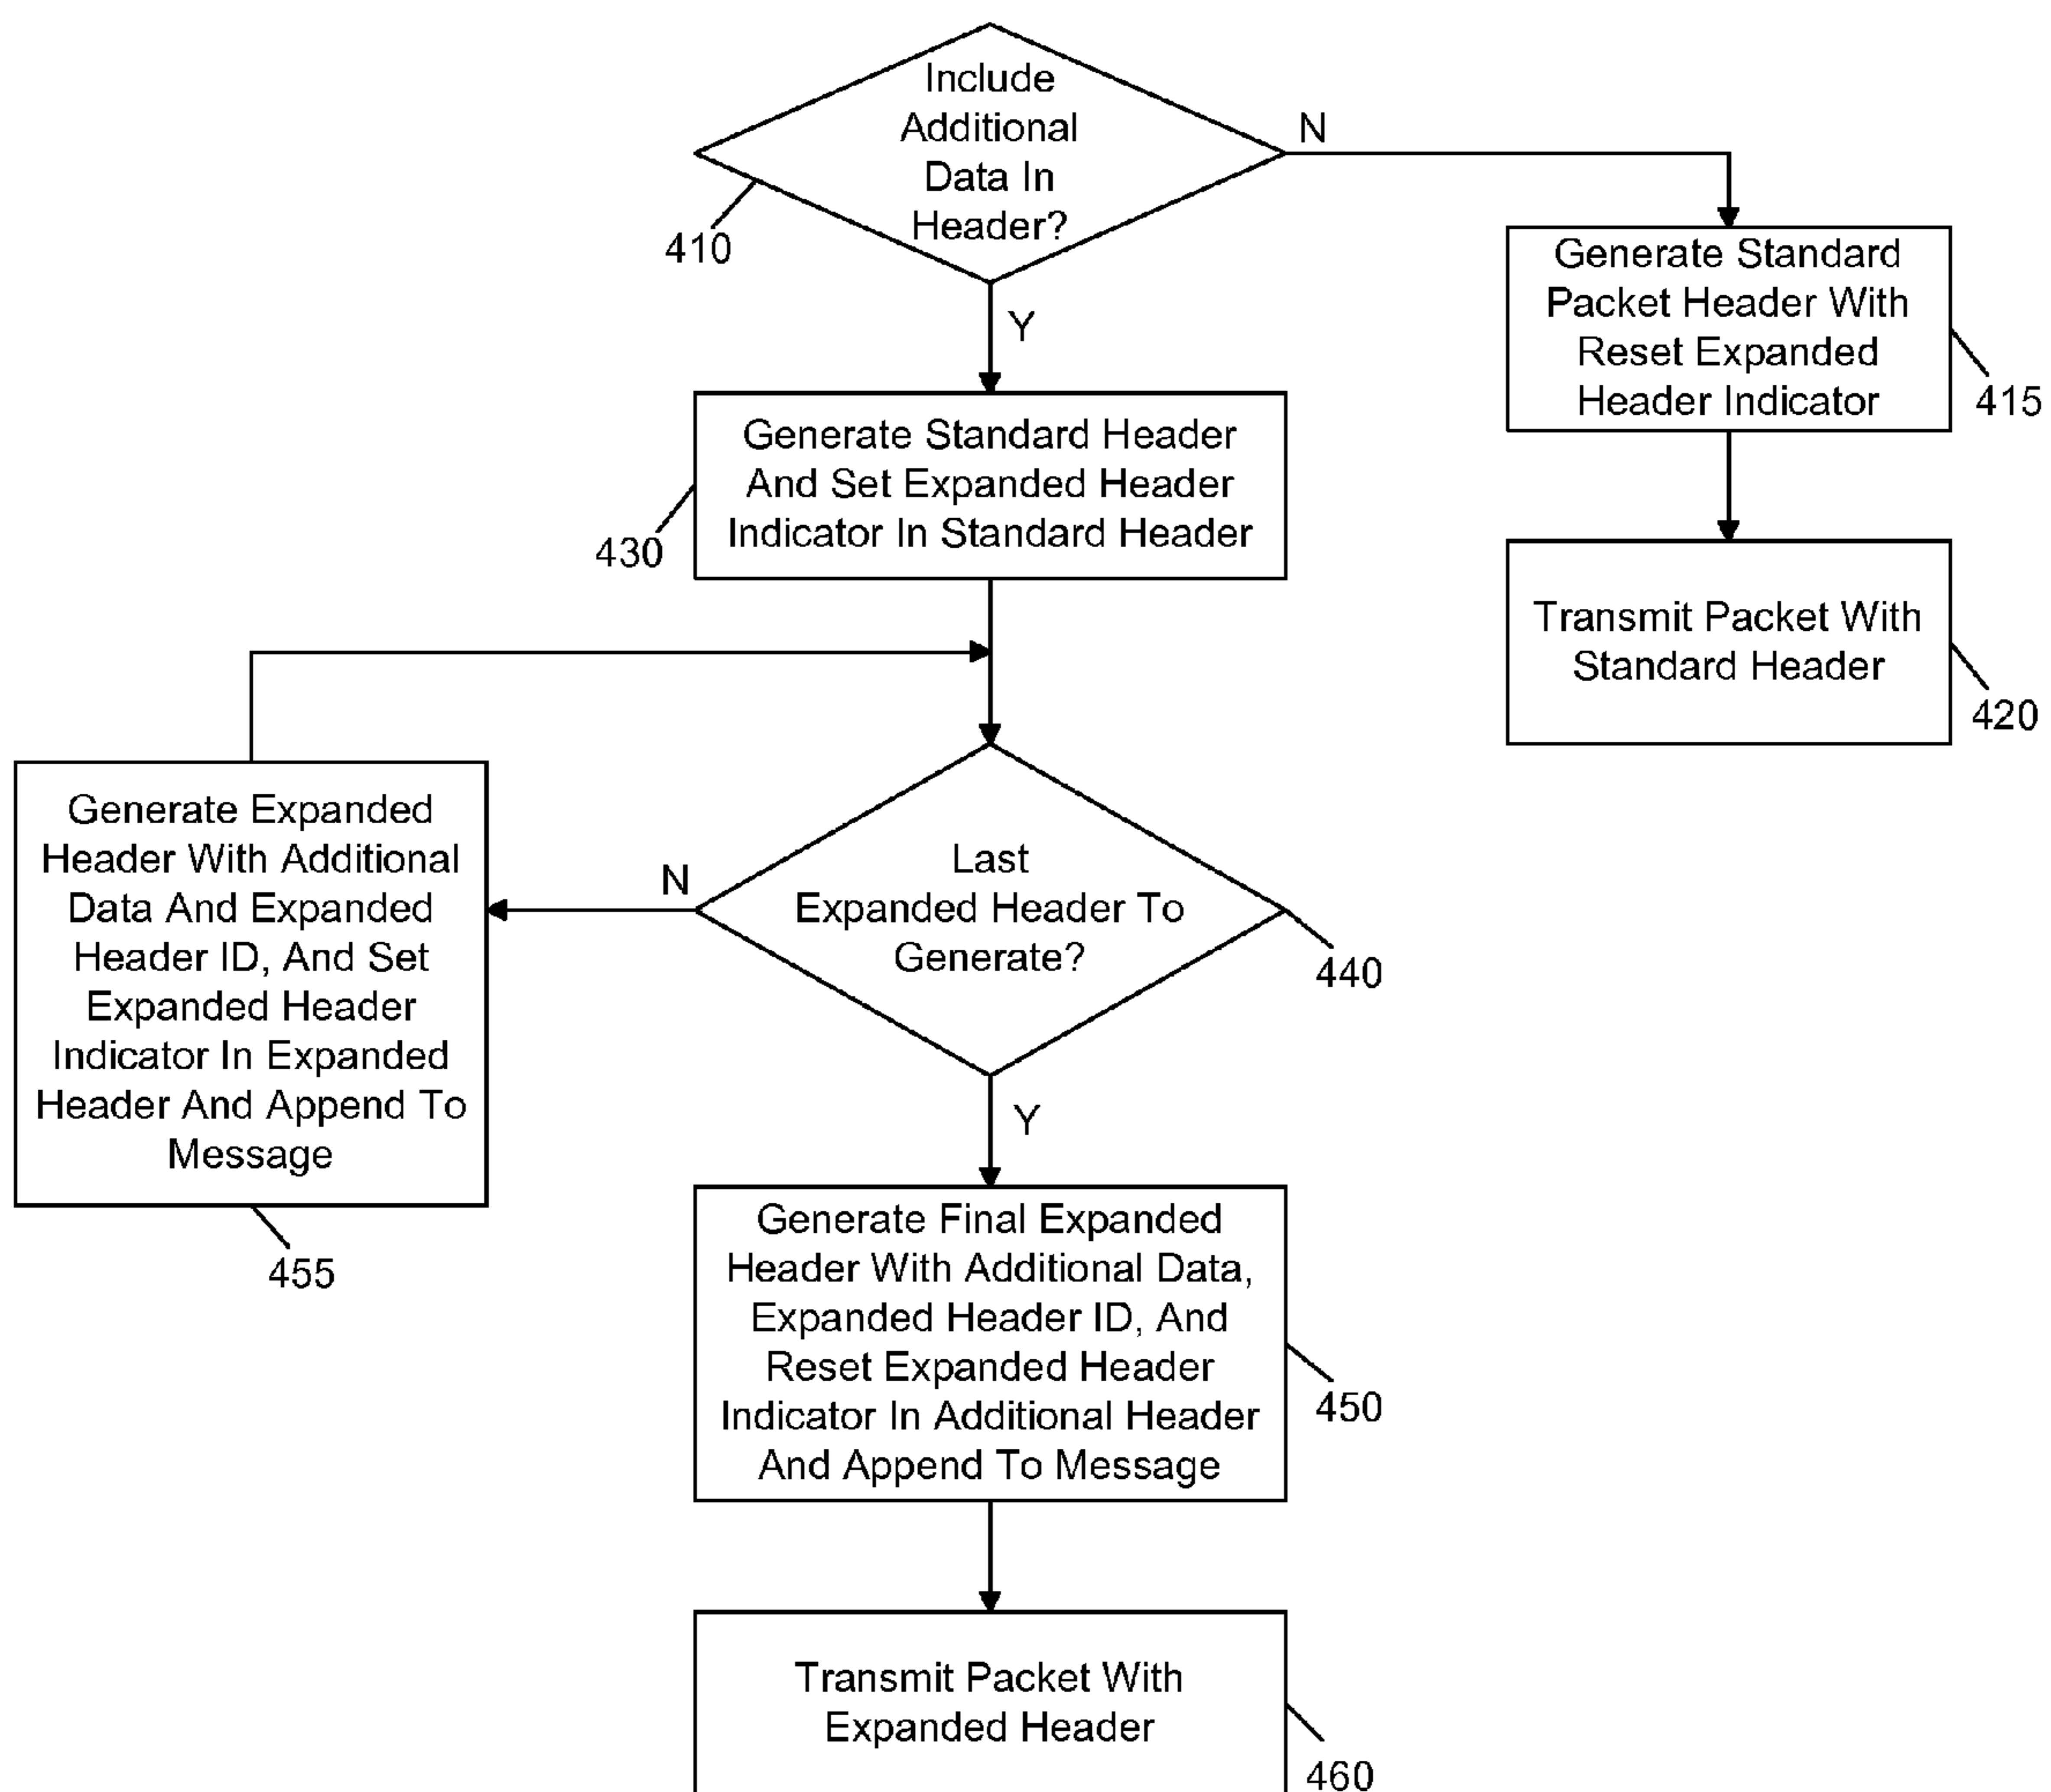 Include
Additional
Data In
Header?
N
410
Y
Generate Standard
Packet Header With
Reset Expanded
Header Indicator
415
Generate Standard Header
And Set Expanded Header
Indicator In Standard Header
430
Transmit Packet With
Standard Header
420
Generate Expanded
Header With Additional
Data And Expanded
Header ID, And Set
Expanded Header
Indicator In Expanded
Header And Append To
Message
455
N
Last
Expanded Header To
Generate?
440
Y
Generate Final Expanded
Header With Additional Data,
Expanded Header ID, And
Reset Expanded Header
Indicator In Additional Header
And Append To Message
450
Transmit Packet With
Expanded Header
460